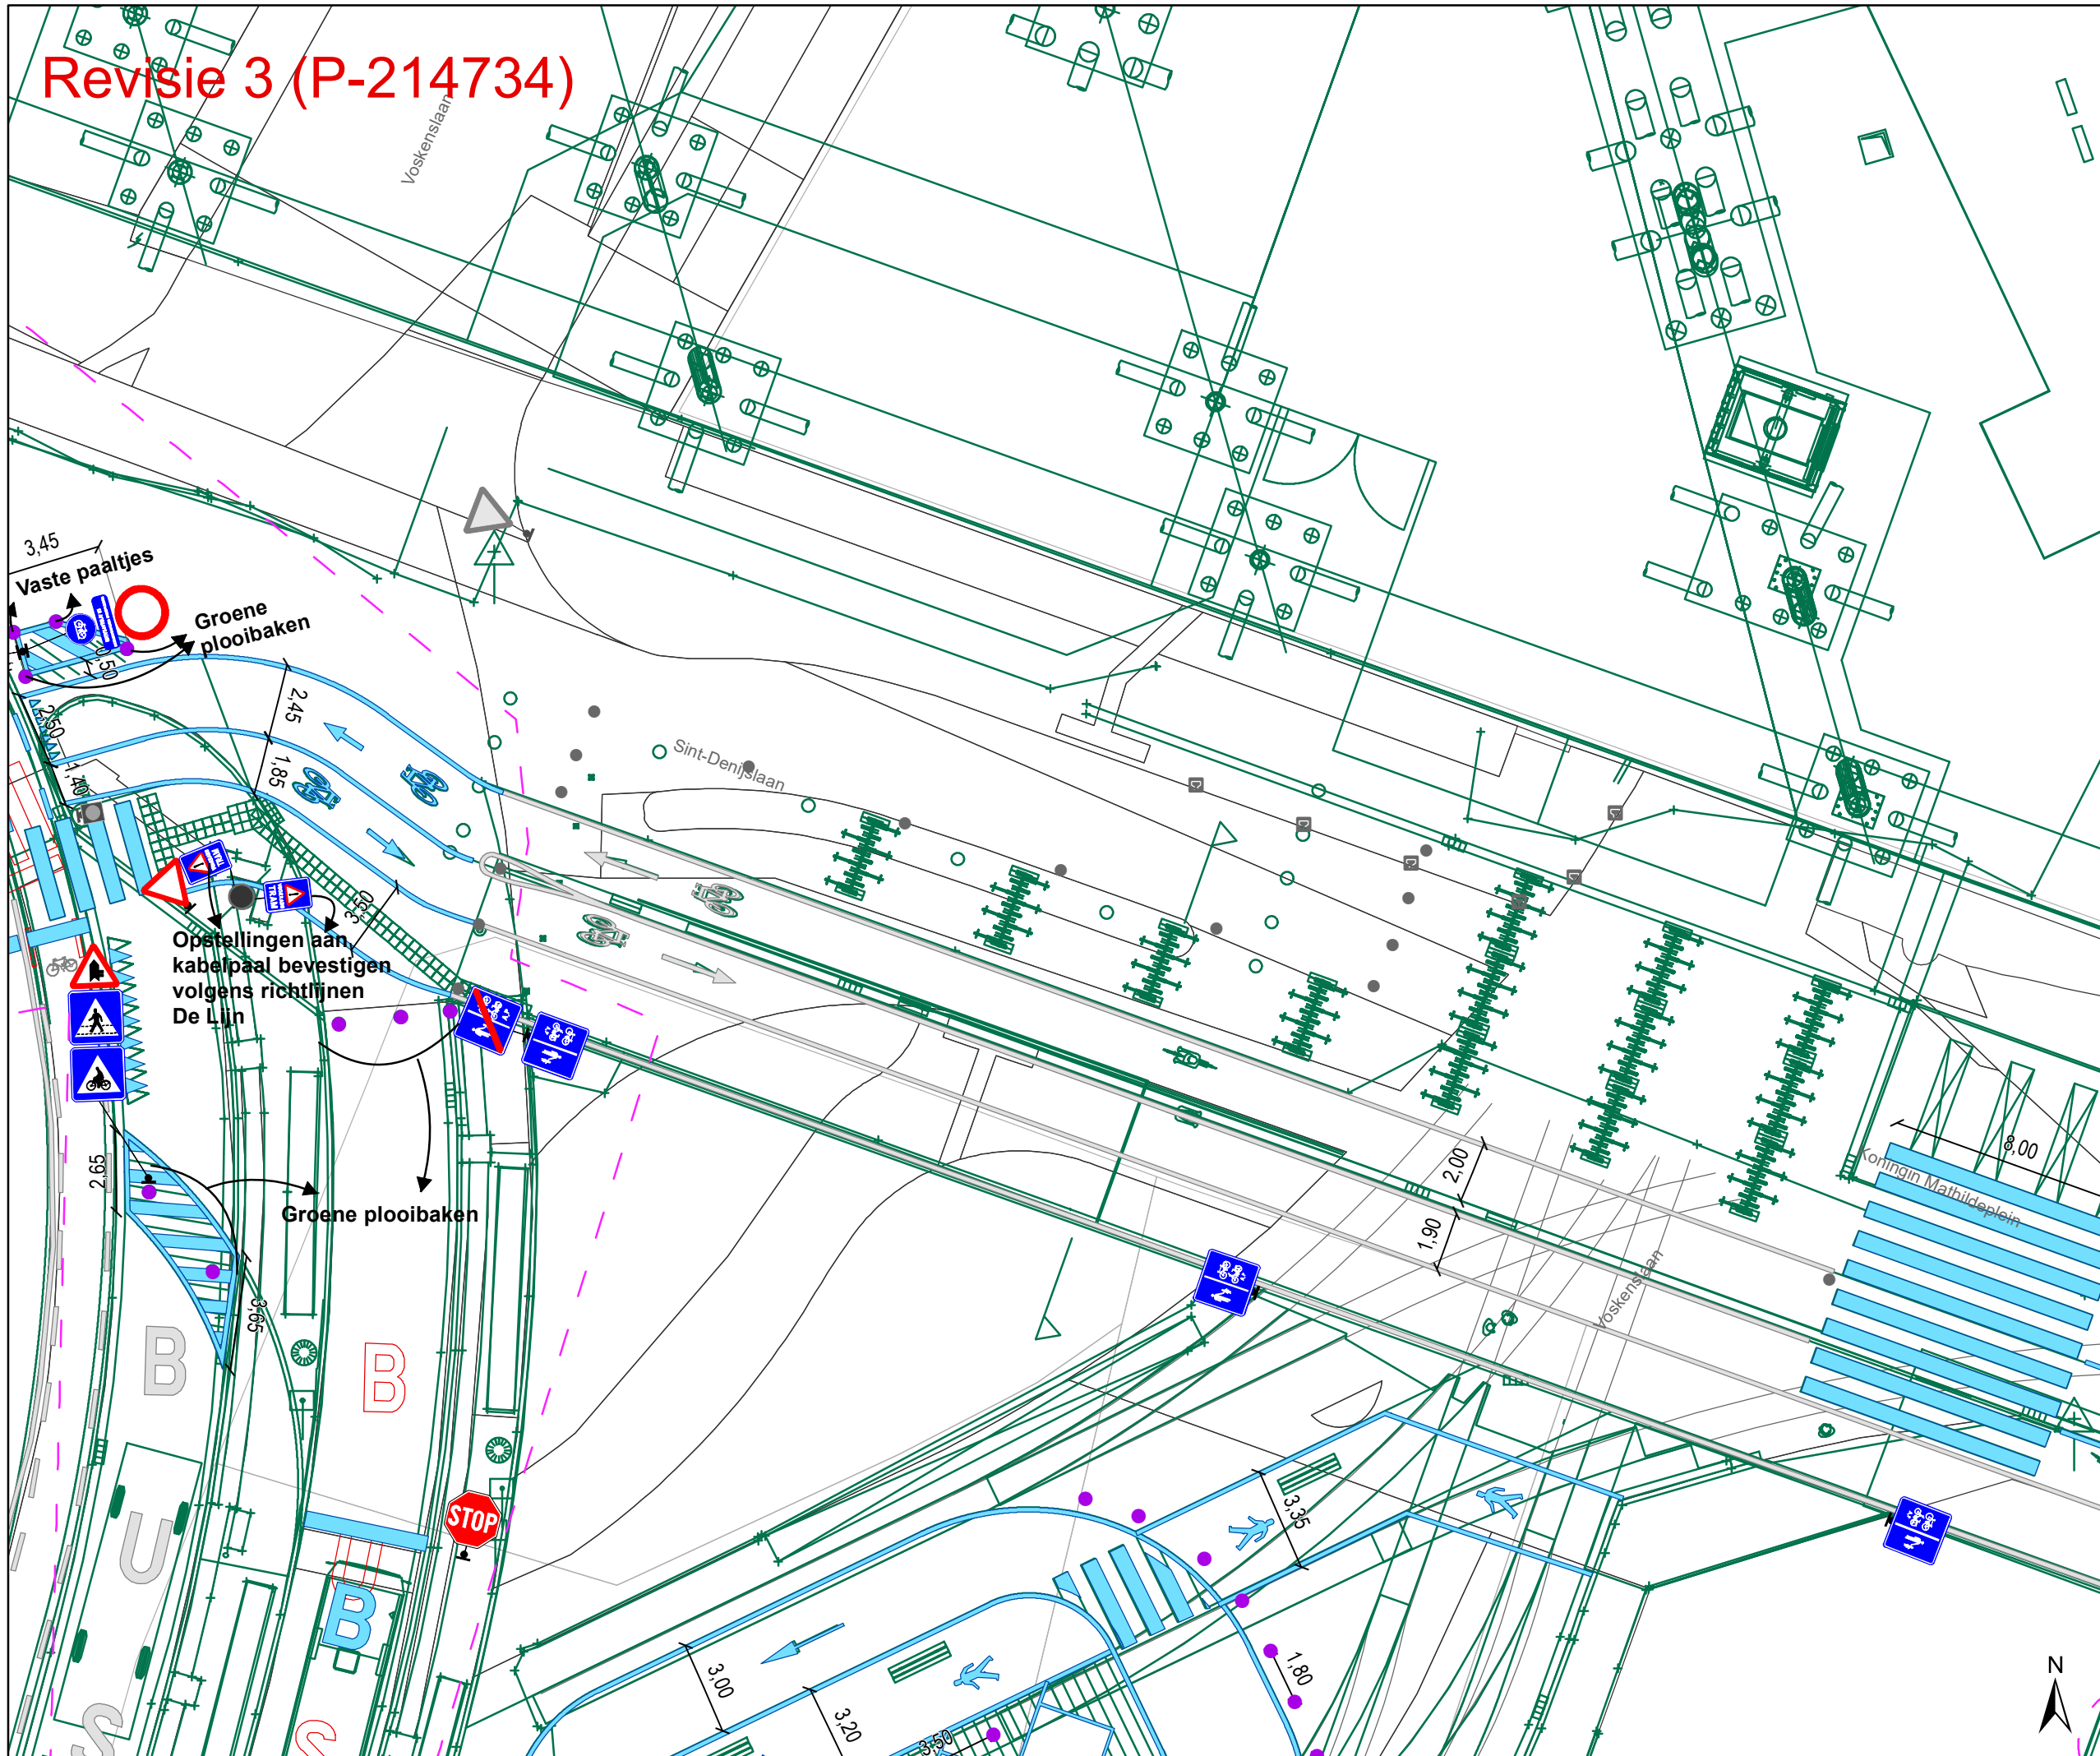 Revisie 3 (P-214734)
Voskenslaan
3,45
Vaste paaltjes
Groene
plooibaken
0,50
2,45
2,50
1,85
1,40
Sint-Denijslaan
3,50
Opstellingen aan
kabelpaal bevestigen
volgens richtlijnen
De Lijn
2,65
Groene plooibaken
3,65
2,00
1,90
8,00
Koningin Mathildeplein
Voskenslaan
B
B
U
STOP
B
S
S
3,35
3,00
3,20
3,50
1,80
N